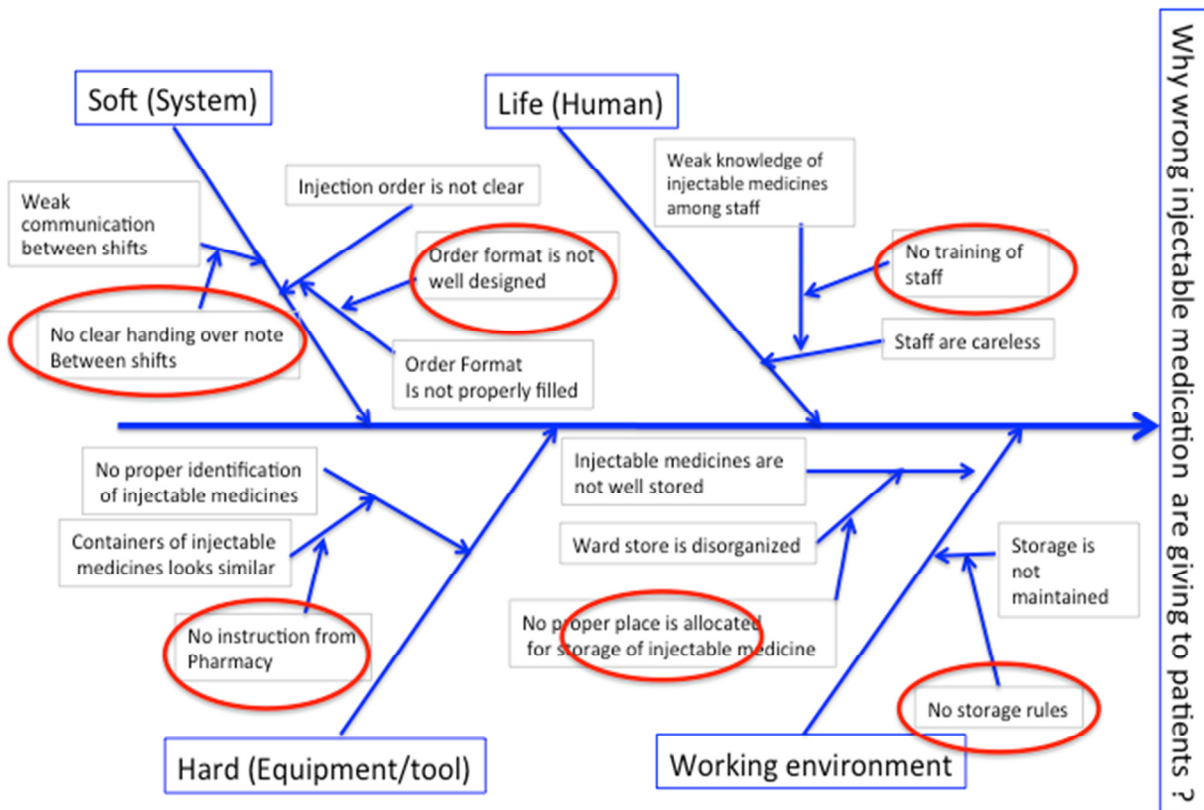 Soft (System)
Life (Human)
Weak
communication
between shifts
Injection order is not clear
Order format is not
well designed
No clear handing over note
Between shifts
Order Format
Is not properly filled
Weak knowledge of
injectable medicines
among staff
No training of
staff
Staff are careless
No proper identification
of injectable medicines
Containers of injectable
medicines looks similar
No instruction from
Pharmacy
Injectable medicines are
not well stored
Ward store is disorganized
No proper place is allocated
for storage of injectable medicine
Storage is
not
maintained
No storage rules
Hard (Equipment/tool)
Working environment
Why wrong injectable medication are giving to patients ?